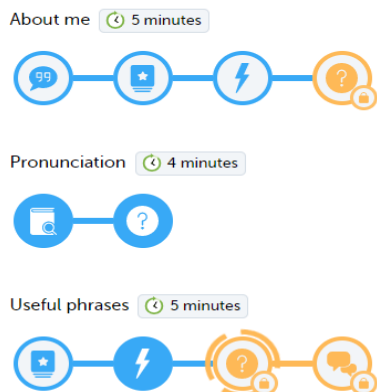 About me 5 minutes
Pronunciation 4 minutes
Useful phrases 5 minutes